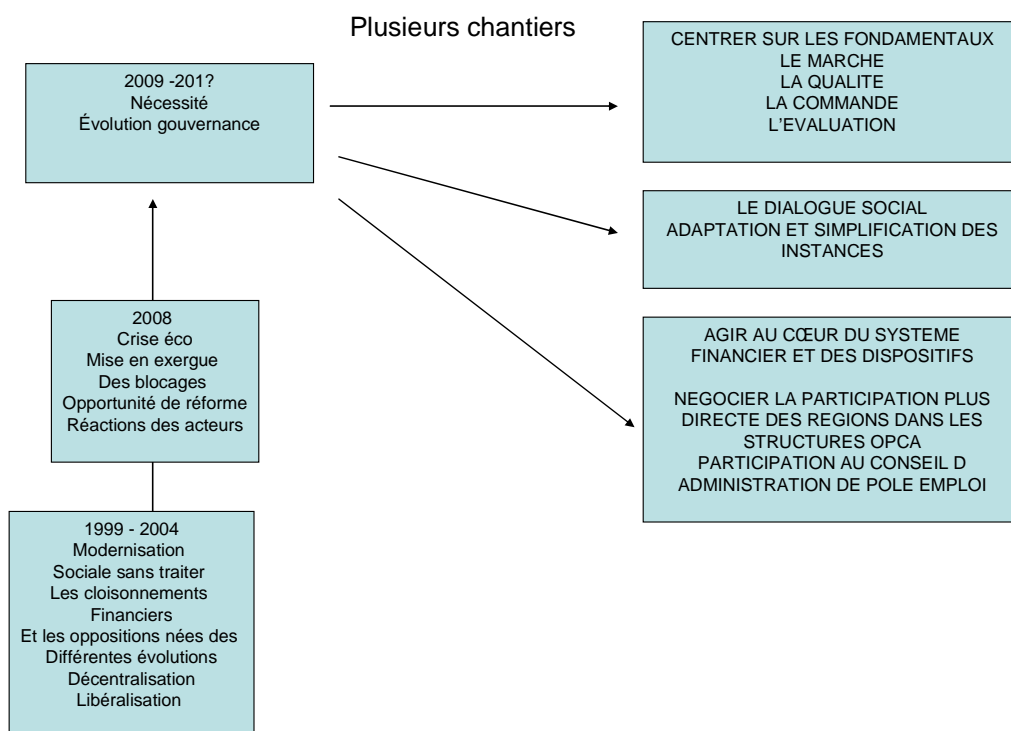 Plusieurs chantiers
2009 -201?
Nécessité
Évolution gouvernance
2008
Crise éco
Mise en exergue
Des blocages
Opportunité de réforme
Réactions des acteurs
1999 - 2004
Modernisation
Sociale sans traiter
Les cloisonnements
Financiers
Et les oppositions nées des
Différentes évolutions
Décentralisation
Libéralisation
CENTRER SUR LES FONDAMENTAUX
LE MARCHE
LA QUALITE
LA COMMANDE
L’EVALUATION
LE DIALOGUE SOCIAL
ADAPTATION ET SIMPLIFICATION DES
INSTANCES
AGIR AU CŒUR DU SYSTEME
FINANCIER ET DES DISPOSITIFS
NEGOCIER LA PARTICIPATION PLUS
DIRECTE DES REGIONS DANS LES
STRUCTURES OPCA
PARTICIPATION AU CONSEIL D
ADMINISTRATION DE POLE EMPLOI